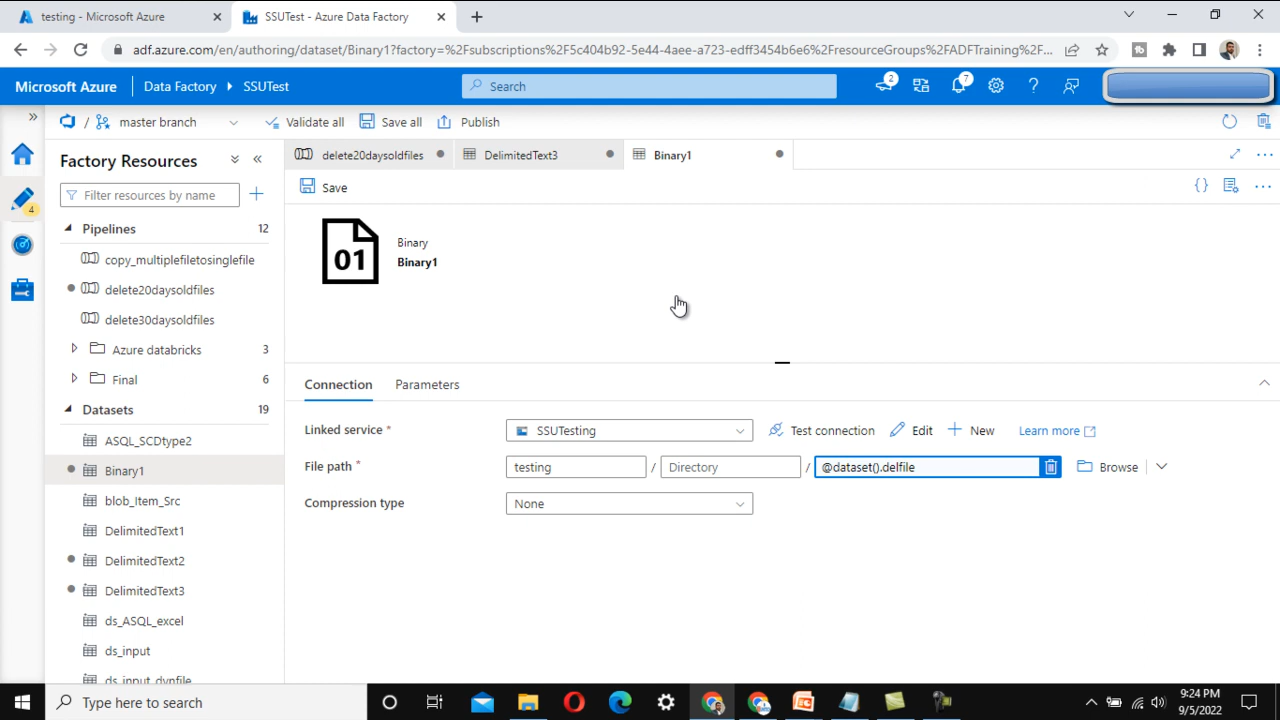 testing - Microsoft Azure
SSUTest - Azure Data Factory
adf.azure.com/en/authoring/dataset/Binary1?factory=%2Fsubscriptions%2F5c404b92-5e44-4aee-a723-edff3454b6e6%2FresourceGroups%2FADFTraining%2F...
Microsoft Azure
Data Factory
SSUTest
Search
2
7
master branch
Validate all
Save all
Publish
Factory Resources
delete20daysoldfiles
DelimitedText3
Binary1
Filter resources by name
Save
4
Pipelines 12
copy_multiplefiletosinglefile
delete20daysoldfiles
delete30daysoldfiles
Azure databricks 3
Final 6
Datasets 19
ASQL_SCDtype2
Binary1
blob_Item_Src
DelimitedText1
DelimitedText2
DelimitedText3
ds_ASQL_excel
ds_input
ds_input_dynfile
01
Binary
Binary1
Connection
Parameters
Linked service *
SSUTesting
Test connection
Edit
New
Learn more
File path *
testing / Directory / @dataset().delfile
Browse
Compression type
None
Type here to search
9:24 PM
9/5/2022